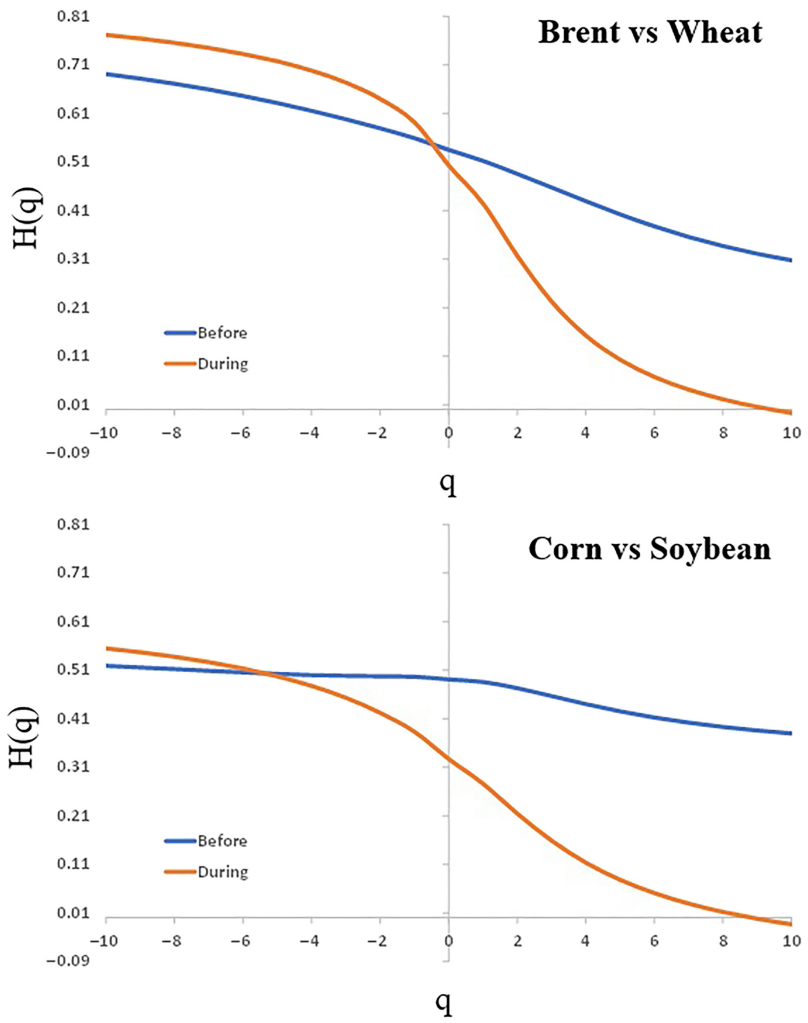 Brent vs Wheat
0.81
0.71
0.61
0.51
0.41
0.31
0.21
0.11
0.01
−0.09
H(q)
Before
During
−10 −8 −6 −4 −2 0 2 4 6 8 10
q
Corn vs Soybean
0.81
0.71
0.61
0.51
0.41
0.31
0.21
0.11
0.01
−0.09
H(q)
Before
During
−10 −8 −6 −4 −2 0 2 4 6 8 10
q